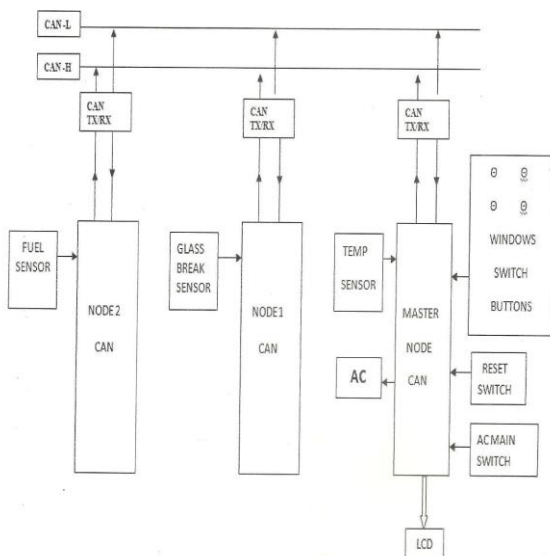 CAN-L
CAN-H
CAN
TX/RX
CAN
TX/RX
CAN
TX/RX
FUEL
SENSOR
NODE 2
CAN
GLASS
BREAK
SENSOR
NODE 1
CAN
TEMP
SENSOR
AC
MASTER
NODE
CAN
WINDOWS
SWITCH
BUTTONS
RESET
SWITCH
AC MAIN
SWITCH
LCD